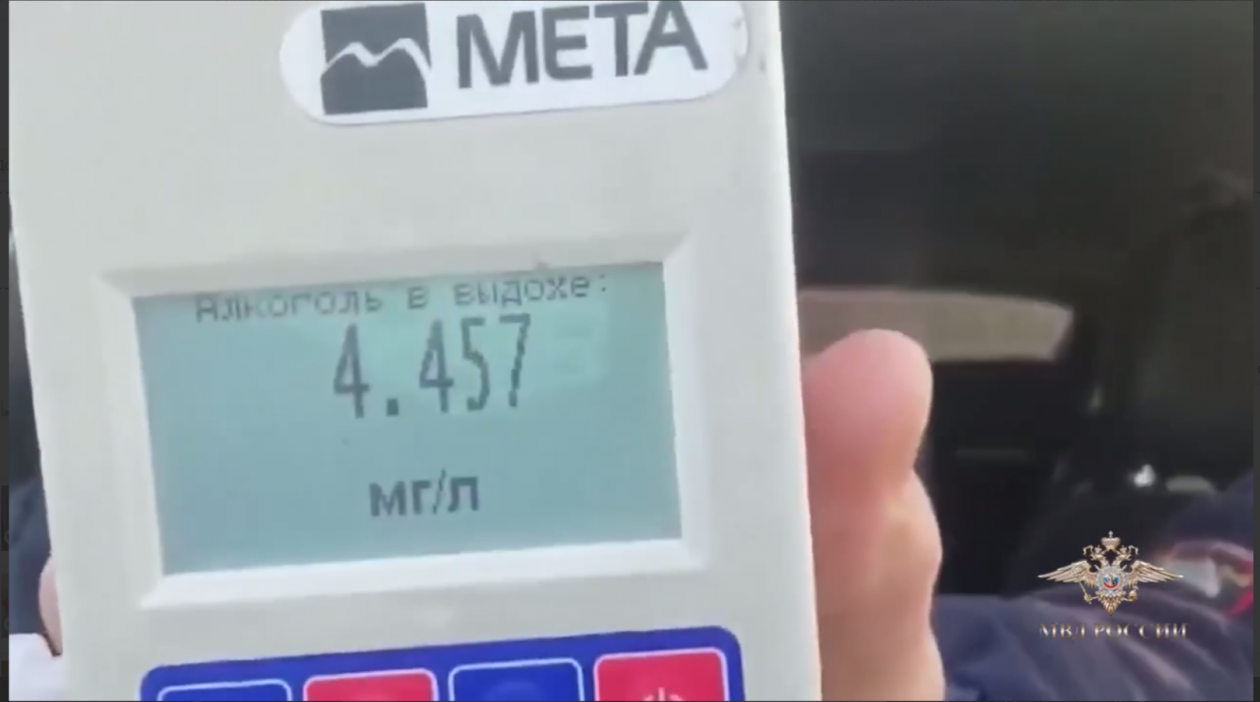 МЕТА
Алкоголь в выдохе:
4.457
мг/л
МВД РОССИИ